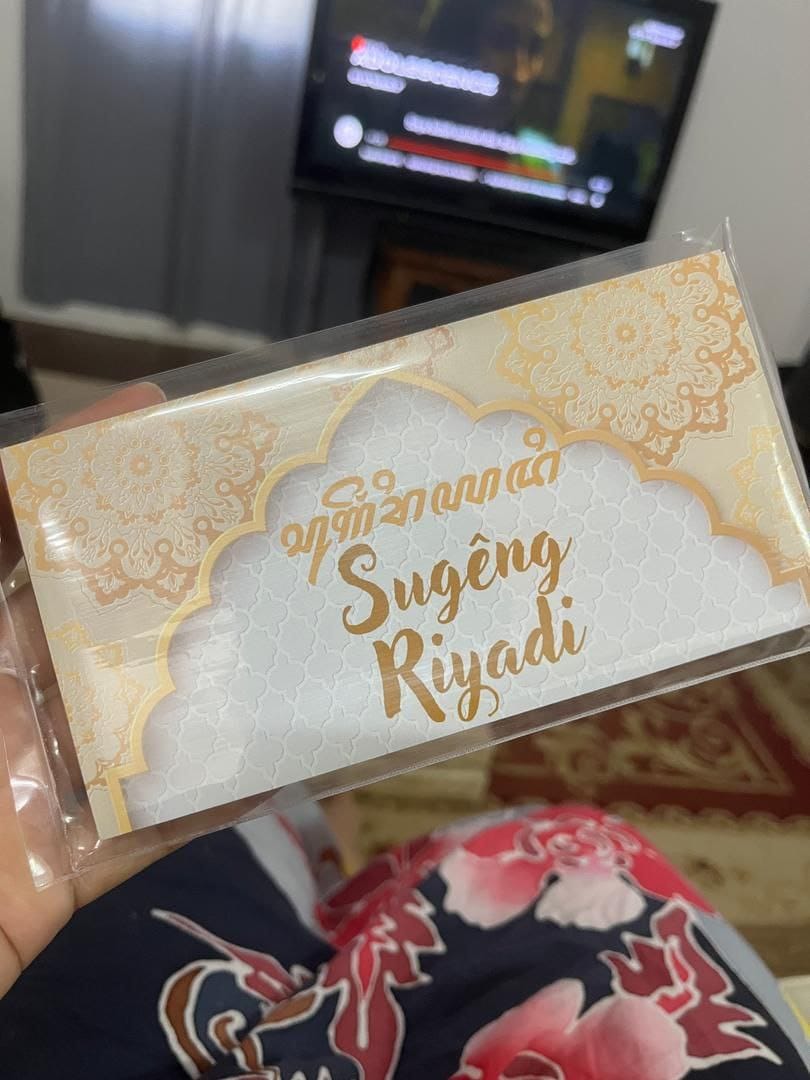 ꦱꦸꦒꦼꦁꦫꦶꦪꦢꦶ
Sugêng
Riyadi